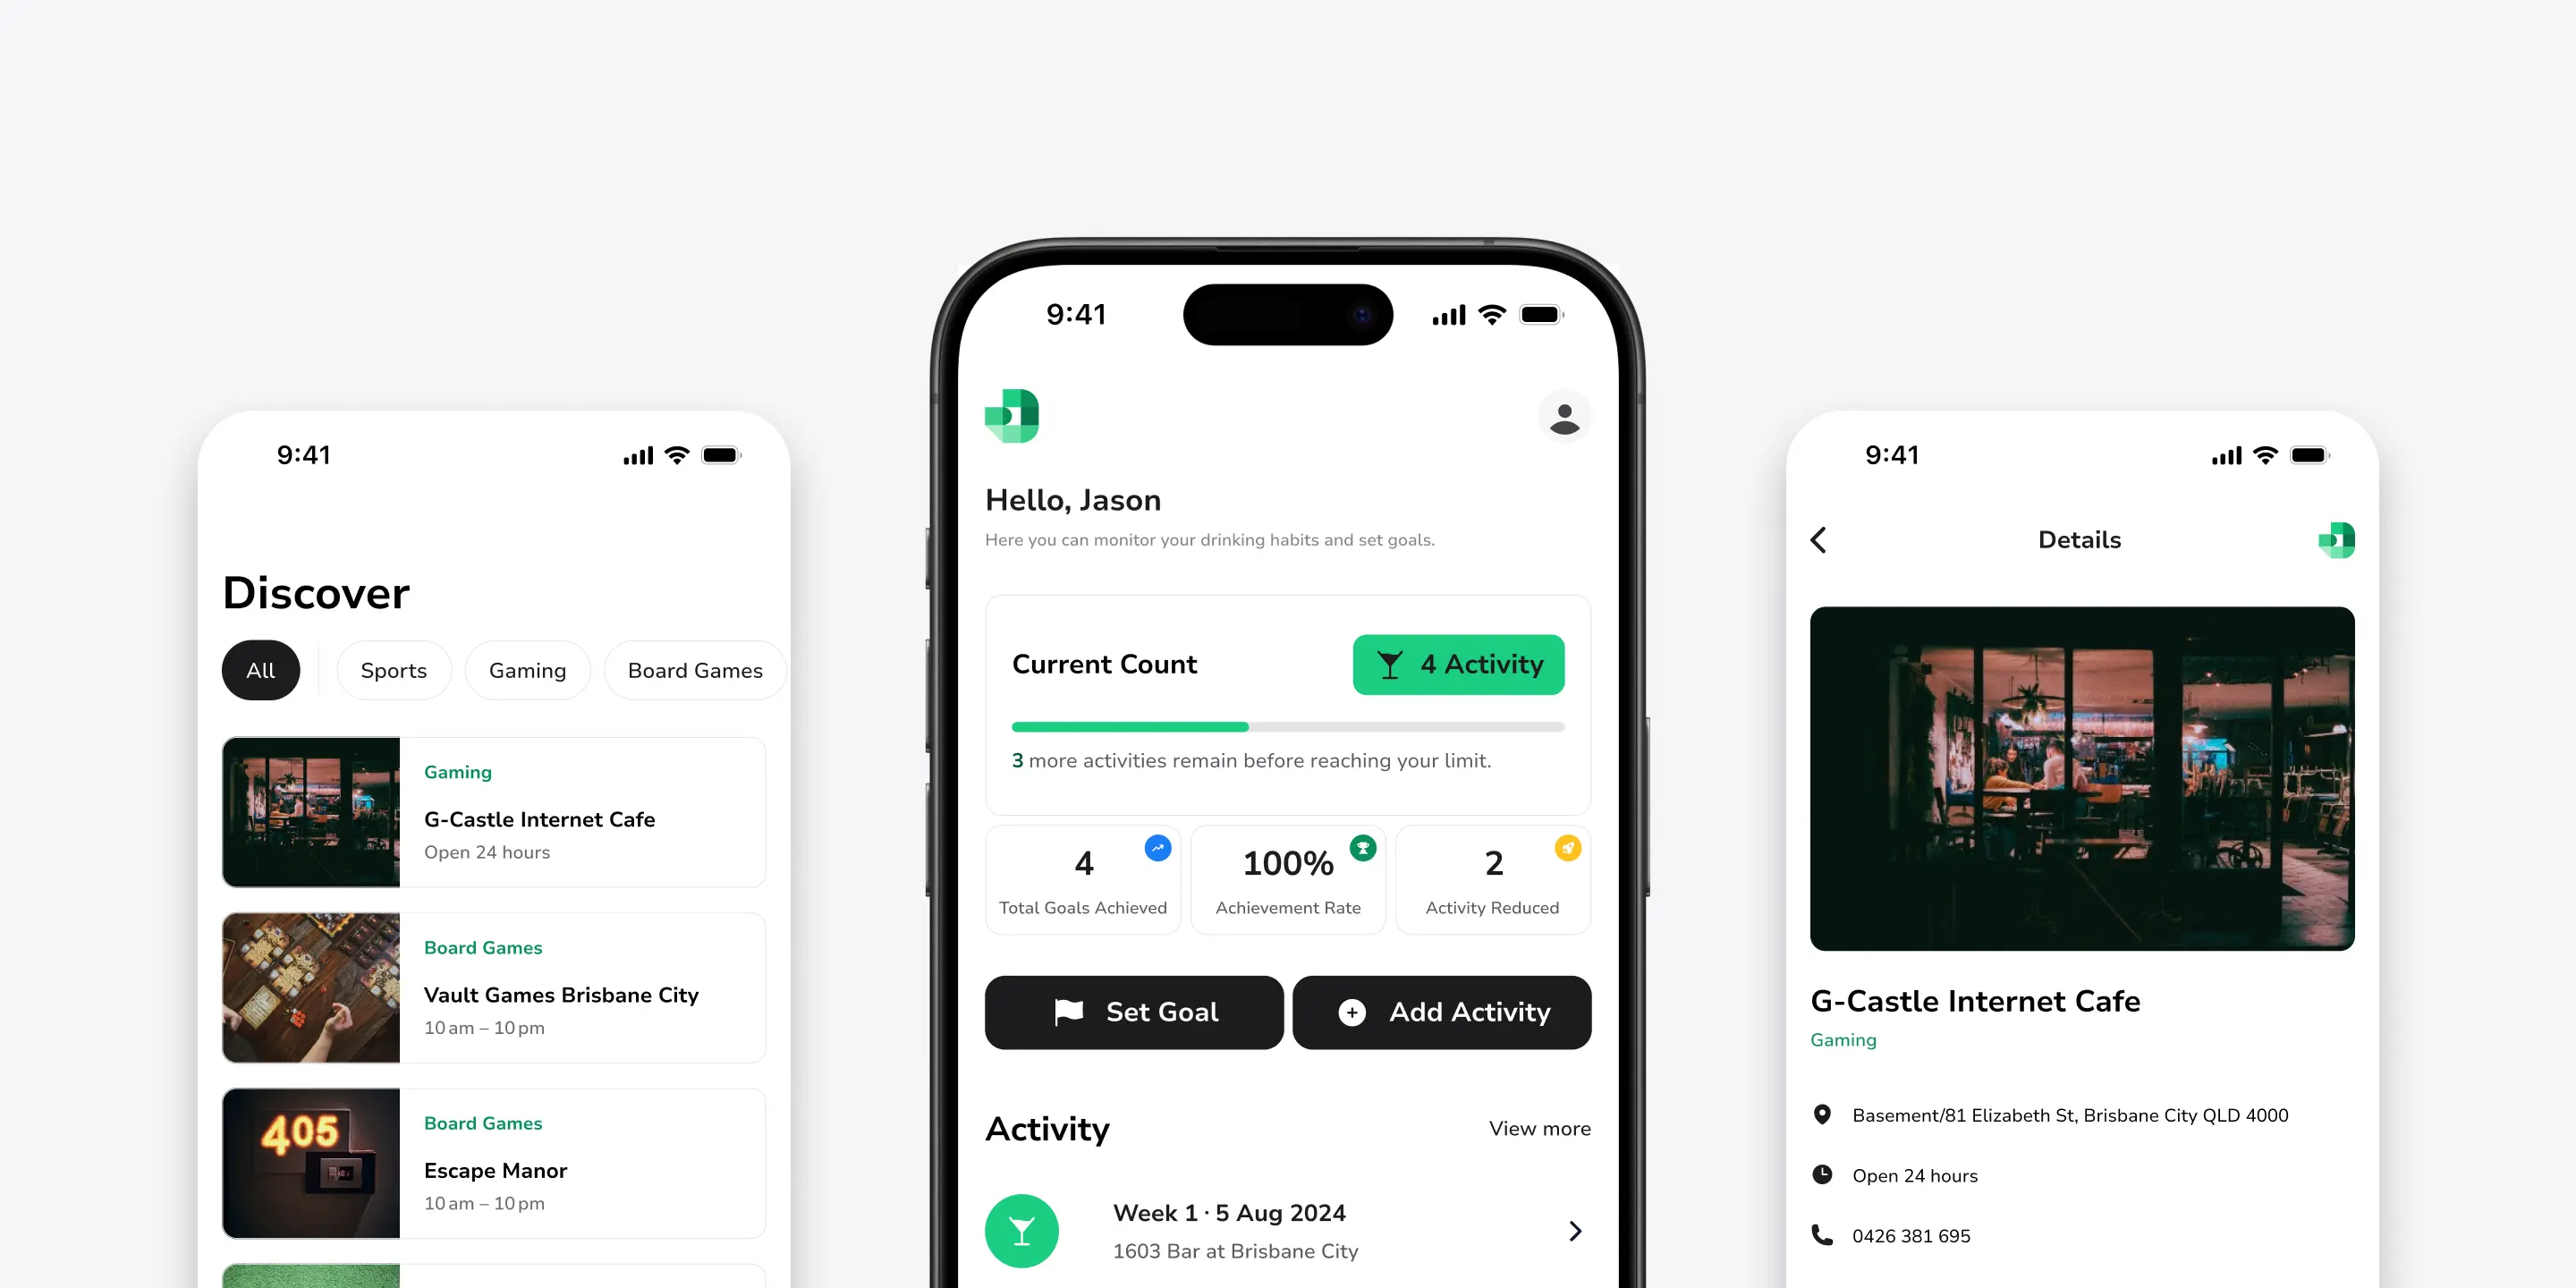 9:41
Discover
All
Sports
Gaming
Board Games
Gaming
G-Castle Internet Cafe
Open 24 hours
Board Games
Vault Games Brisbane City
10 am – 10 pm
405
Board Games
Escape Manor
10 am – 10 pm
9:41
Hello, Jason
Here you can monitor your drinking habits and set goals.
Current Count
4 Activity
3 more activities remain before reaching your limit.
4
Total Goals Achieved
100%
Achievement Rate
2
Activity Reduced
Set Goal
Add Activity
Activity
View more
Week 1 · 5 Aug 2024
1603 Bar at Brisbane City
9:41
Details
G-Castle Internet Cafe
Gaming
Basement/81 Elizabeth St, Brisbane City QLD 4000
Open 24 hours
0426 381 695